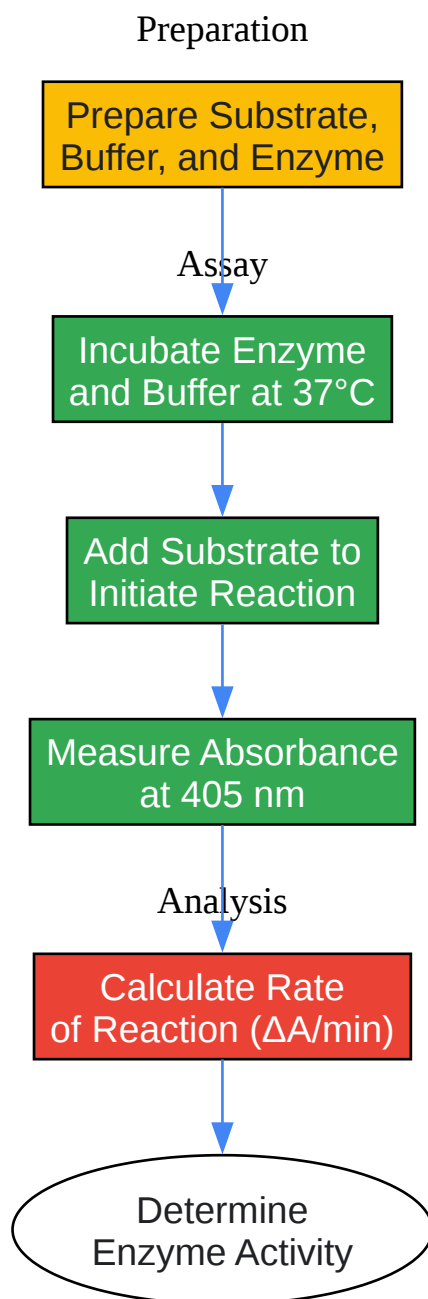 Preparation
Prepare Substrate,
Buffer, and Enzyme
Assay
Incubate Enzyme
and Buffer at 37°C
Add Substrate to
Initiate Reaction
Measure Absorbance
at 405 nm
Analysis
Calculate Rate
of Reaction (ΔA/min)
Determine
Enzyme Activity